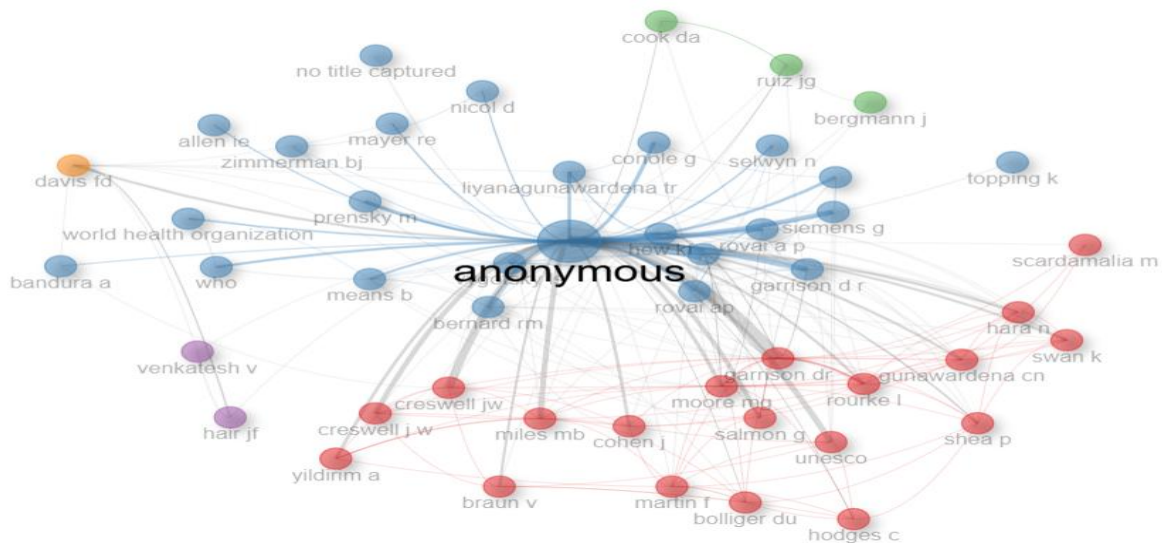 cook da
no title captured
ruiz jg
nicol d
bergmann j
allen ie
mayer re
zimmerman bj
conole g
selwyn n
davis fd
liyanagunawardena tr
topping k
prensky m
world health organization
siemens g
rovai a p
anonymous
scardamalia m
bandura a
who
means b
garrison d r
bernard rm
rovai ap
hara n
swan k
venkatesh v
garrison dr
gunawardena cn
creswell jw
moore mg
rourke l
hair jf
creswell j w
miles mb
cohen j
salmon g
shea p
unesco
yildirim a
braun v
martin f
bolliger du
hodges c